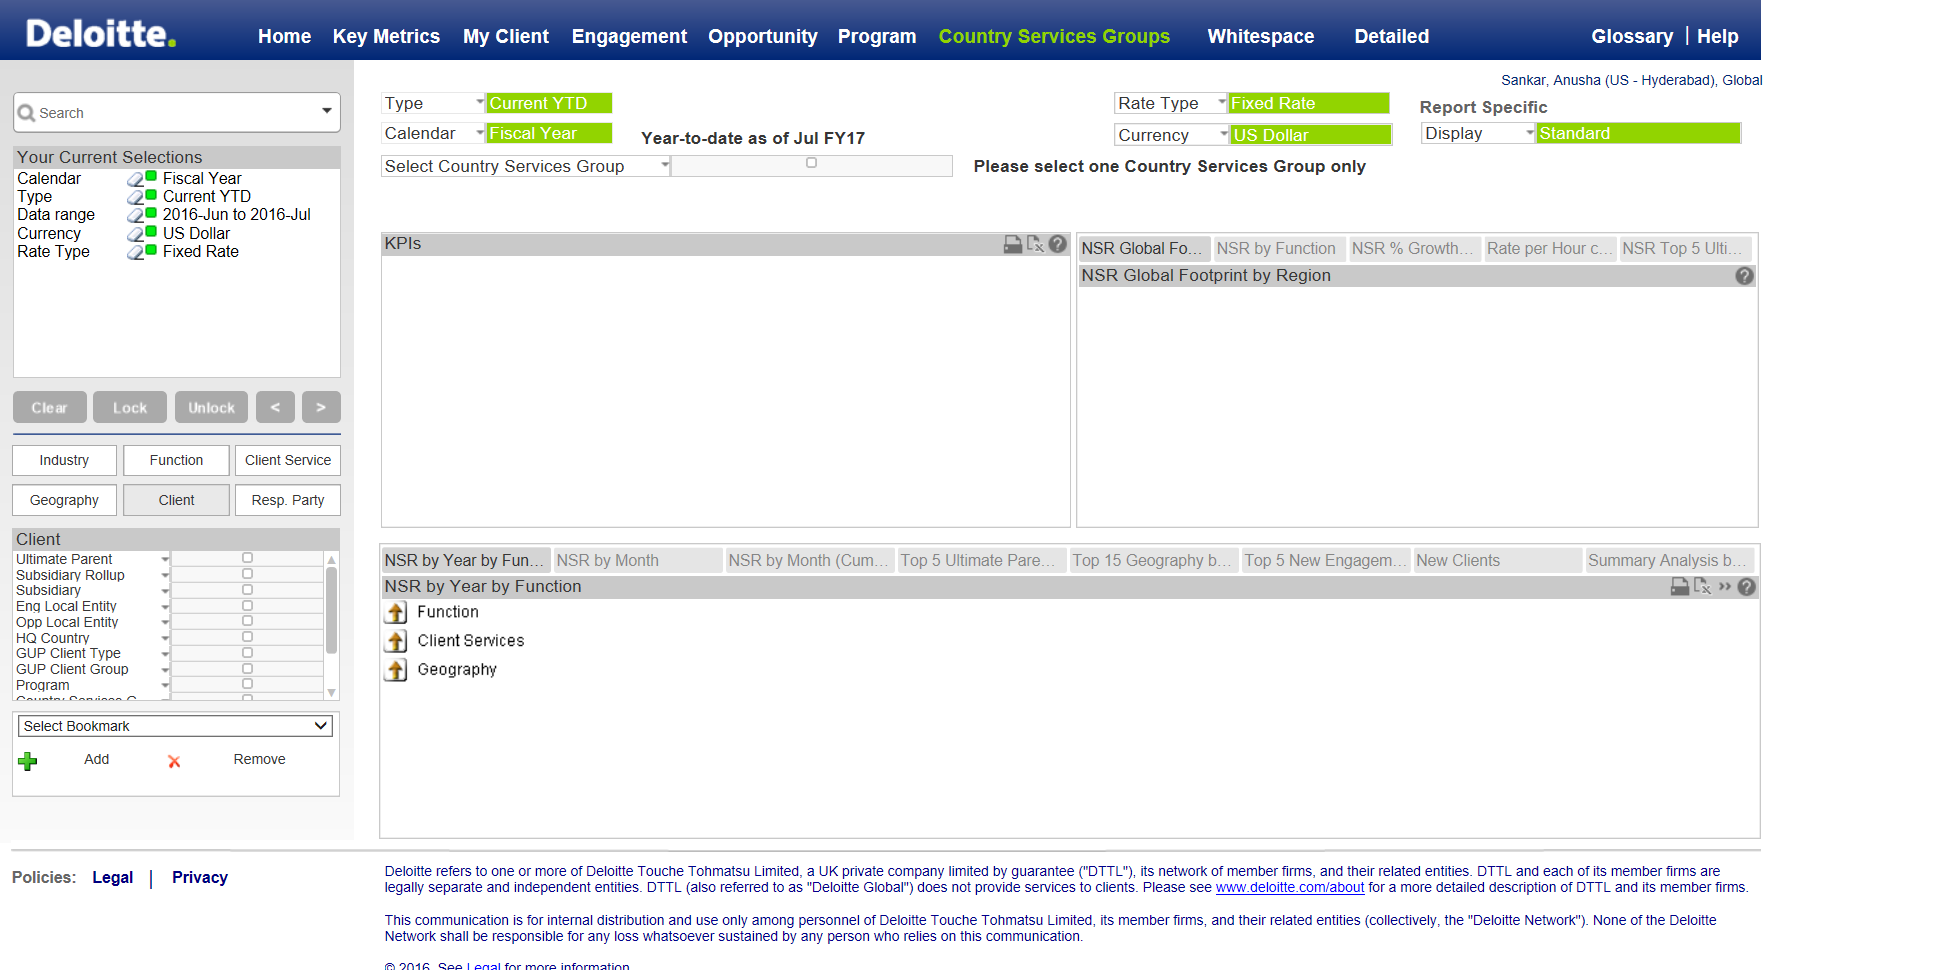 Deloitte.
Home Key Metrics My Client Engagement Opportunity Program Country Services Groups Whitespace Detailed Glossary | Help
Sankar, Anusha (US - Hyderabad), Global
Search
Your Current Selections
Calendar Fiscal Year
Type Current YTD
Data range 2016-Jun to 2016-Jul
Currency US Dollar
Rate Type Fixed Rate
Clear Lock Unlock < >
Industry Function Client Service
Geography Client Resp. Party
Client
Ultimate Parent
Subsidiary Rollup
Subsidiary
Eng Local Entity
Opp Local Entity
HQ Country
GUP Client Type
GUP Client Group
Program
Country Services G
Select Bookmark
Add Remove
Type Current YTD
Calendar Fiscal Year
Year-to-date as of Jul FY17
Rate Type Fixed Rate
Currency US Dollar
Report Specific
Display Standard
Select Country Services Group
Please select one Country Services Group only
KPIs
NSR Global Fo... NSR by Function NSR % Growth... Rate per Hour c... NSR Top 5 Ulti...
NSR Global Footprint by Region
NSR by Year by Fun... NSR by Month NSR by Month (Cum... Top 5 Ultimate Pare... Top 15 Geography b... Top 5 New Engagem... New Clients Summary Analysis b...
NSR by Year by Function
Function
Client Services
Geography
Policies: Legal | Privacy
Deloitte refers to one or more of Deloitte Touche Tohmatsu Limited, a UK private company limited by guarantee ("DTTL"), its network of member firms, and their related entities. DTTL and each of its member firms are
legally separate and independent entities. DTTL (also referred to as "Deloitte Global") does not provide services to clients. Please see www.deloitte.com/about for a more detailed description of DTTL and its member firms.
This communication is for internal distribution and use only among personnel of Deloitte Touche Tohmatsu Limited, its member firms, and their related entities (collectively, the "Deloitte Network"). None of the Deloitte
Network shall be responsible for any loss whatsoever sustained by any person who relies on this communication.
© 2016. See Legal for more information